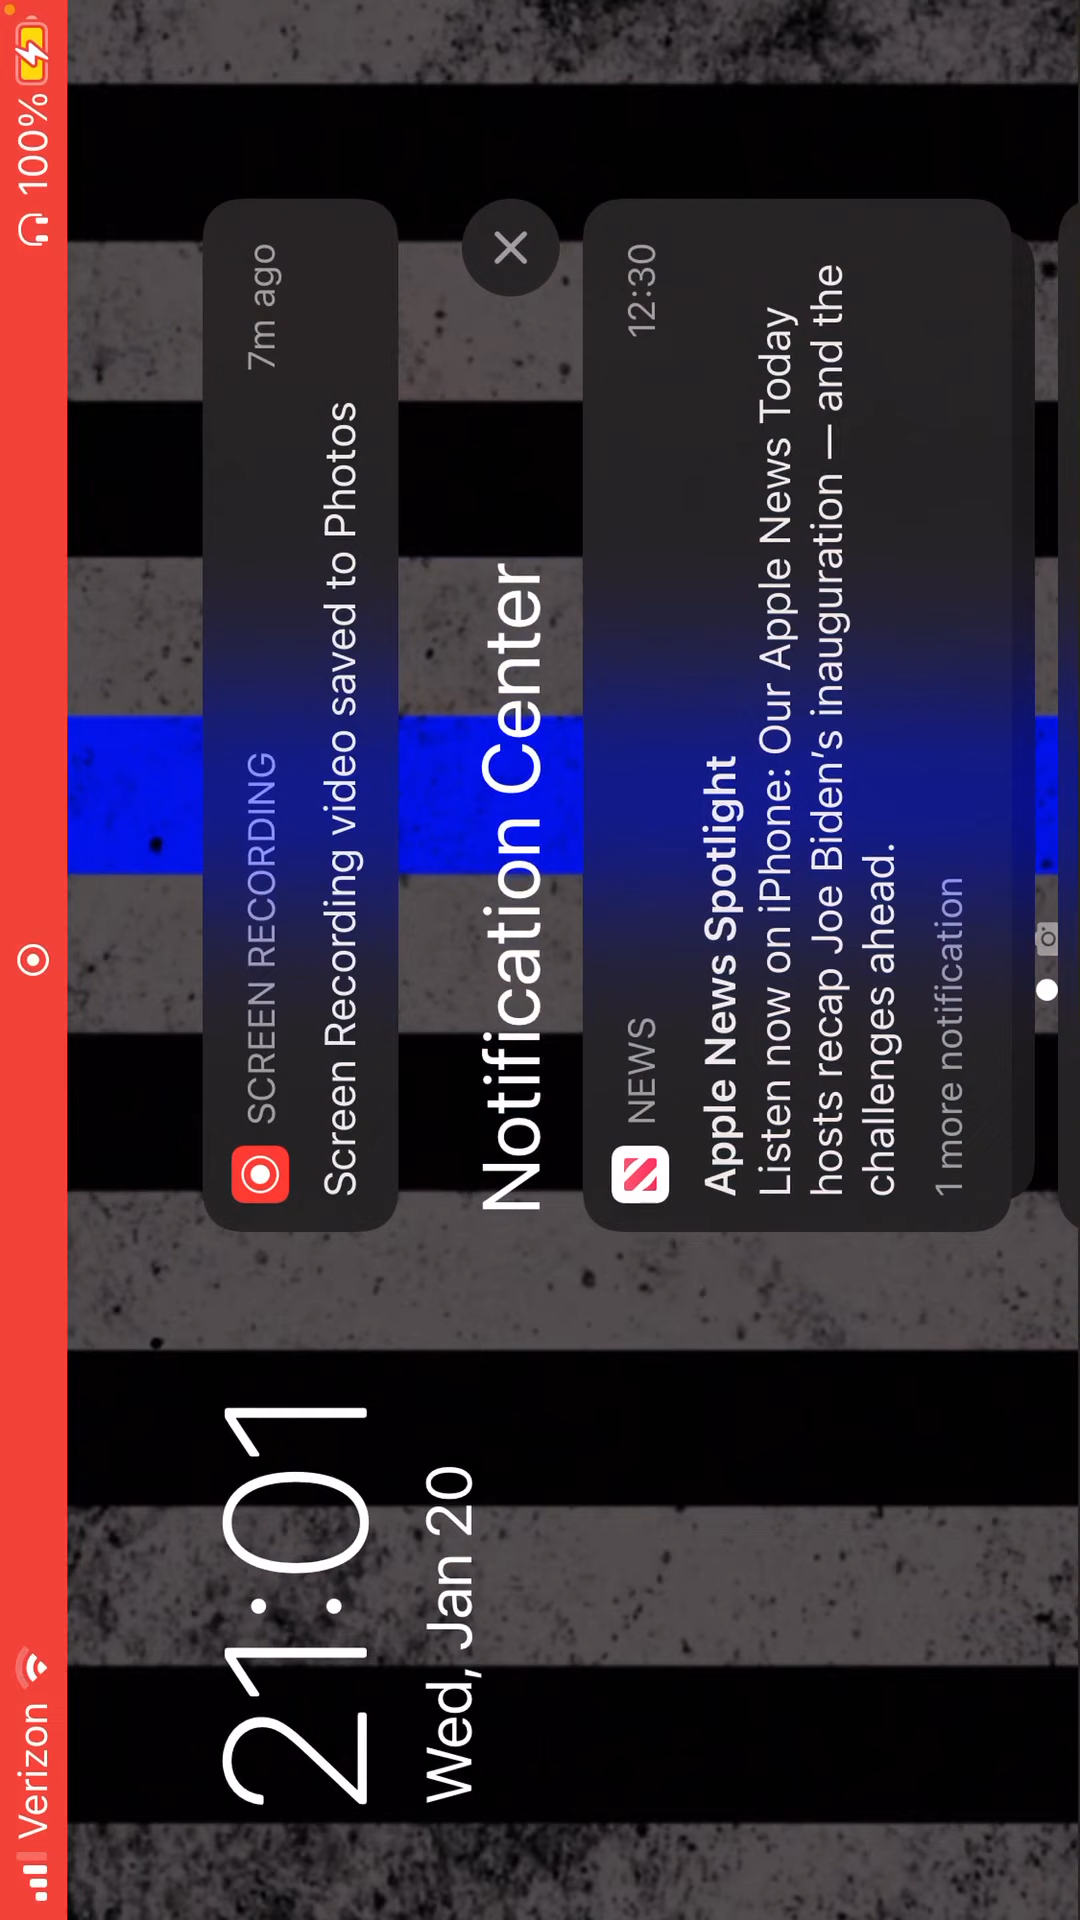 Verizon
100%
21:01
Wed, Jan 20
SCREEN RECORDING
7m ago
Screen Recording video saved to Photos
Notification Center
NEWS
12:30
Apple News Spotlight
Listen now on iPhone: Our Apple News Today
hosts recap Joe Biden's inauguration — and the
challenges ahead.
1 more notification